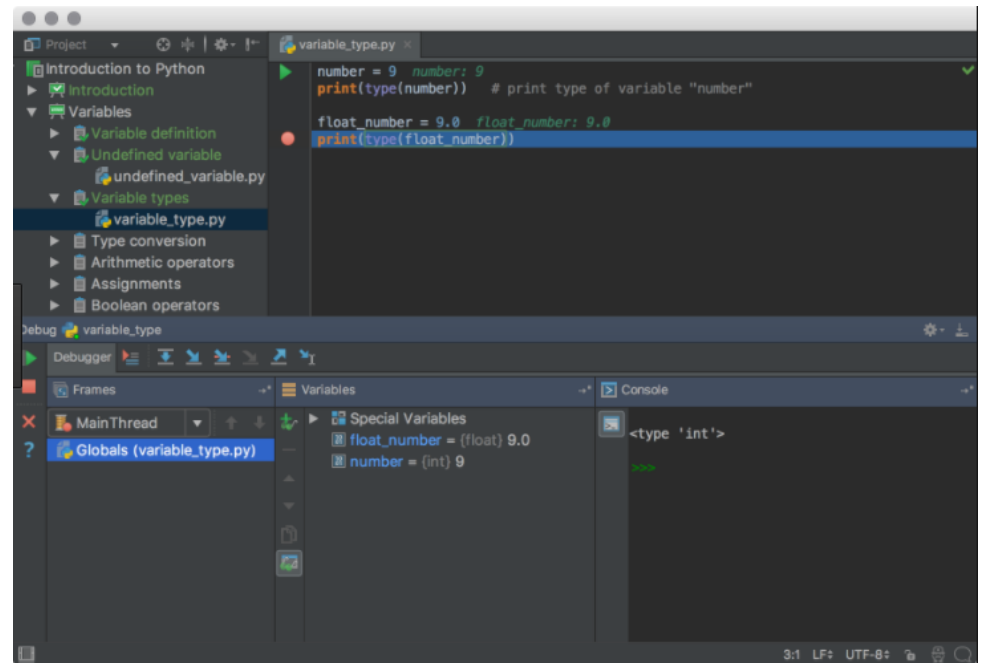 Project
variable_type.py
Introduction to Python
Introduction
Variables
Variable definition
Undefined variable
undefined_variable.py
Variable types
variable_type.py
Type conversion
Arithmetic operators
Assignments
Boolean operators
number = 9 number: 9
print(type(number)) # print type of variable "number"
float_number = 9.0 float_number: 9.0
print(type(float_number))
Debug variable_type
Debugger
Frames
MainThread
Globals (variable_type.py)
Variables
Special Variables
float_number = {float} 9.0
number = {int} 9
Console
<type 'int'>
>>>
3:1 LF÷ UTF-8÷